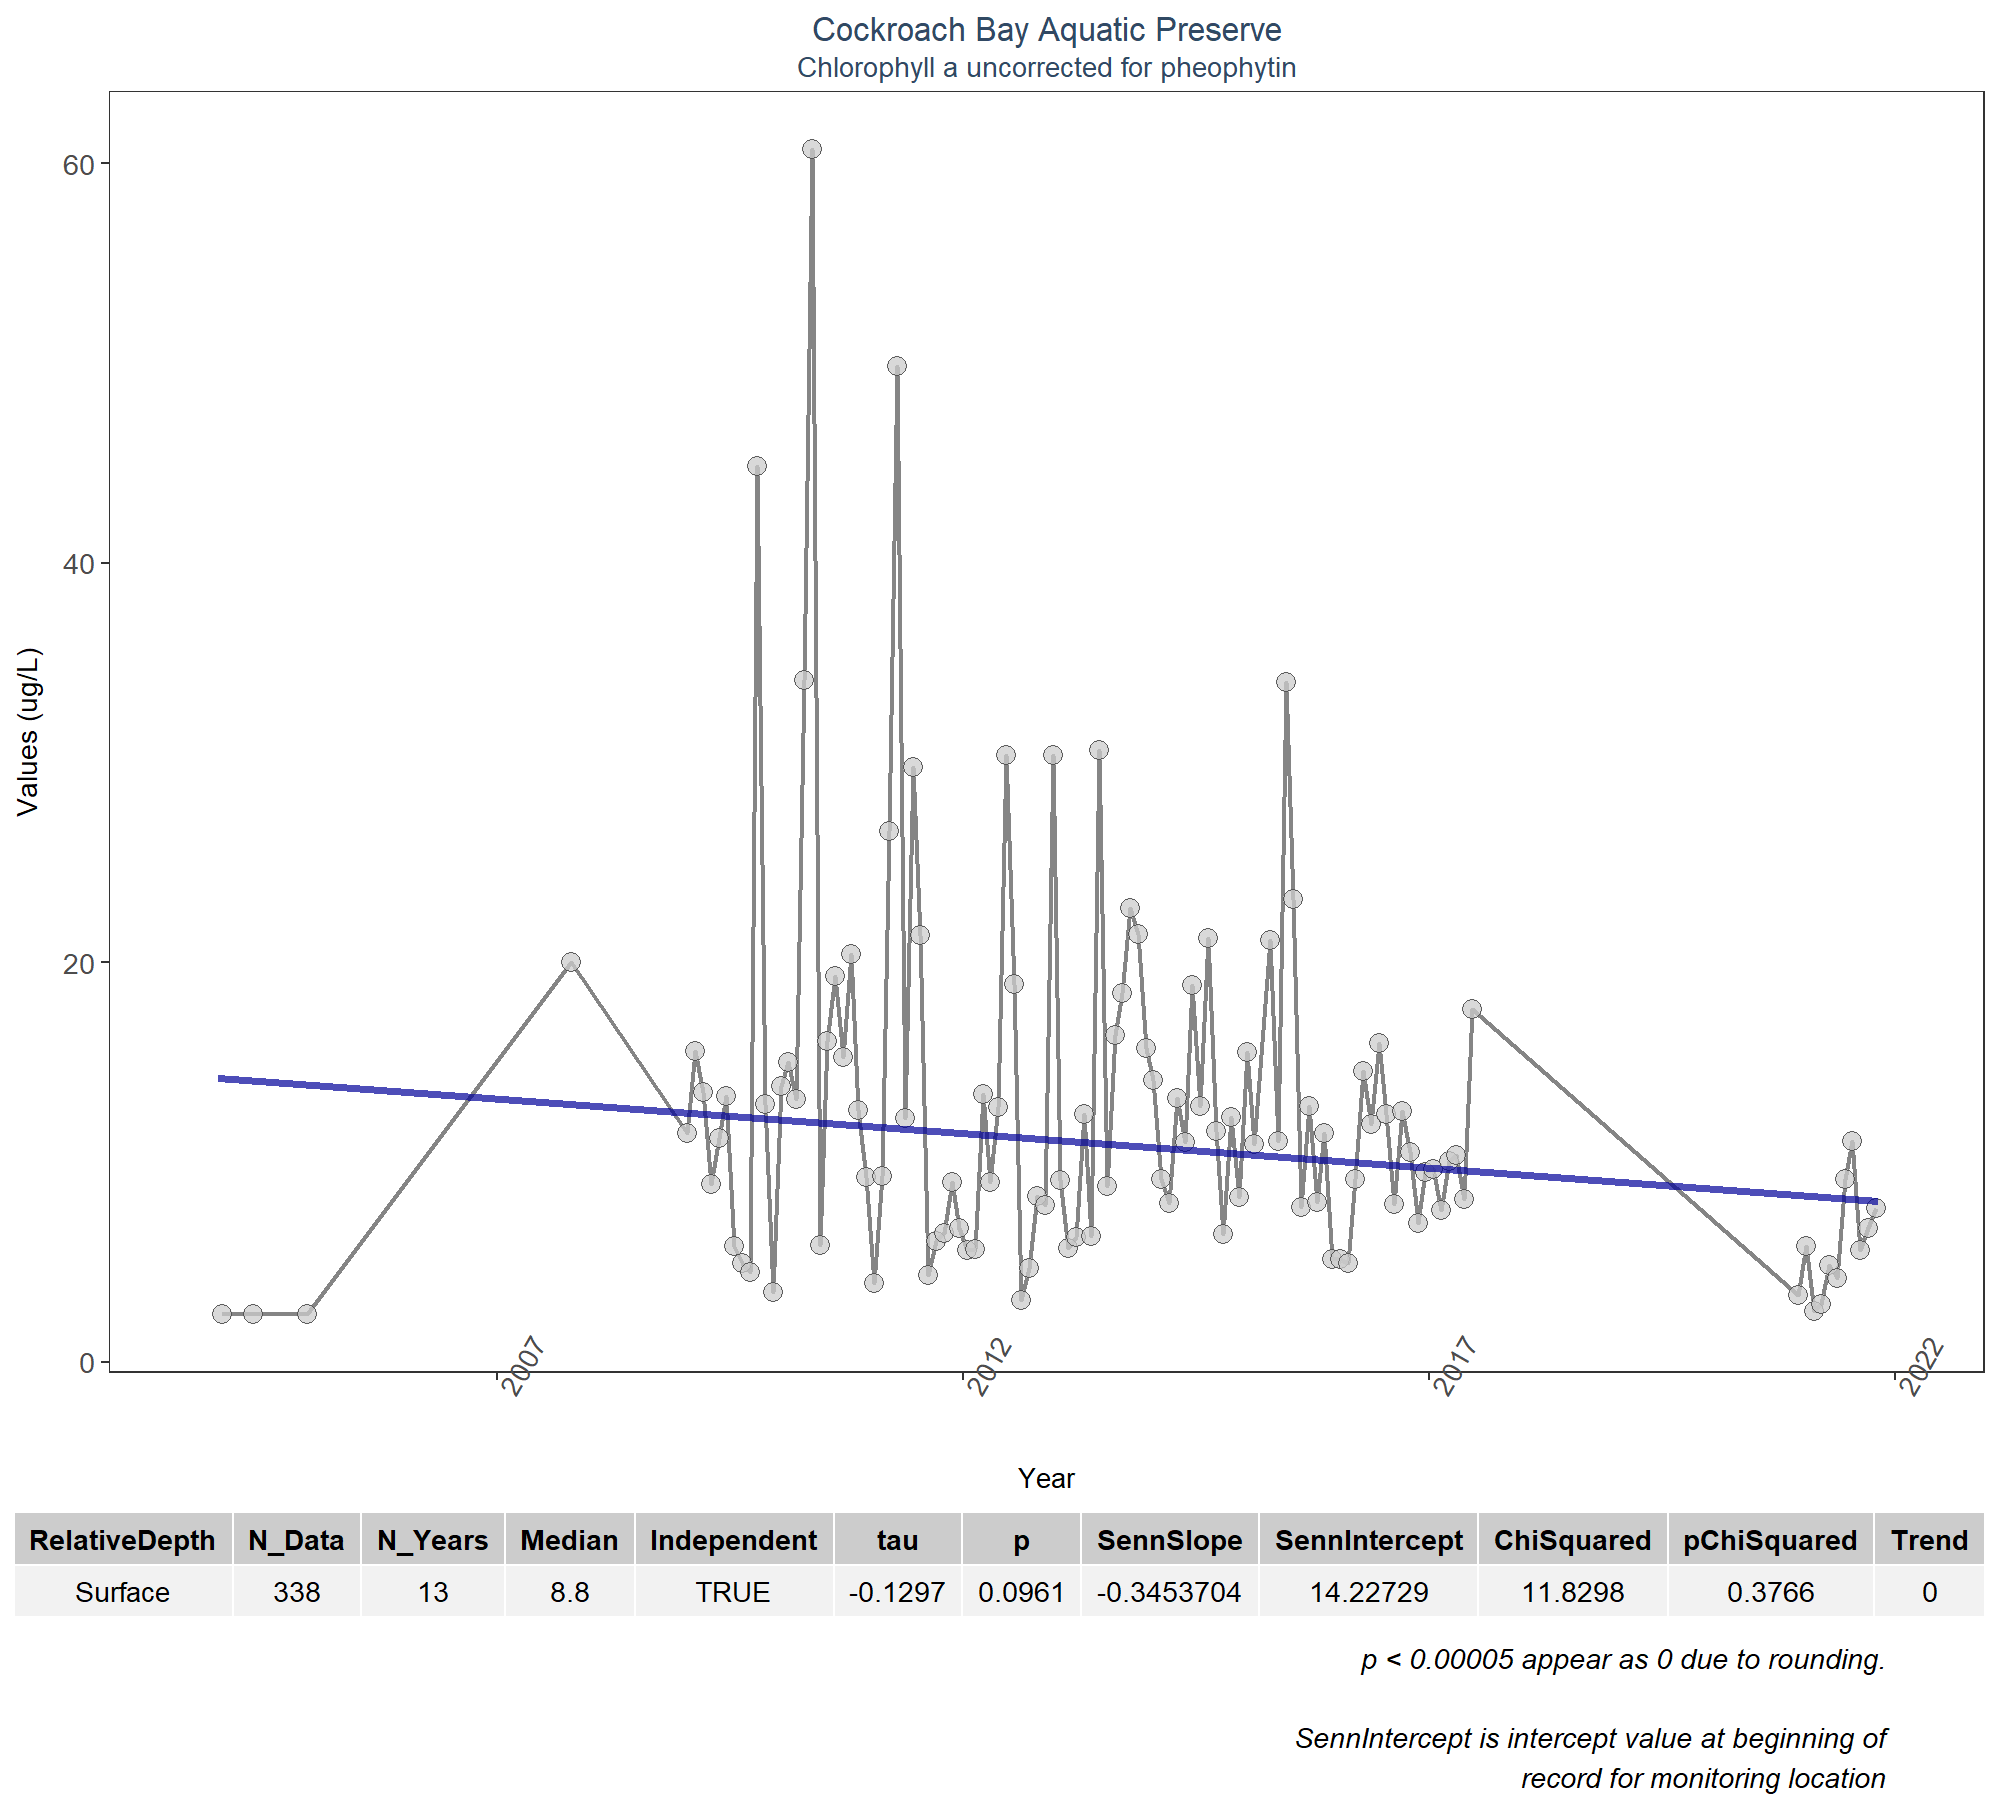 Cockroach Bay Aquatic Preserve
Chlorophyll a uncorrected for pheophytin
60
40
20
0
Values (ug/L)
2007
2012
2017
2022
Year
RelativeDepth N_Data N_Years Median Independent tau p SennSlope SennIntercept ChiSquared pChiSquared Trend
Surface 338 13 8.8 TRUE -0.1297 0.0961 -0.3453704 14.22729 11.8298 0.3766 0
p < 0.00005 appear as 0 due to rounding.
SennIntercept is intercept value at beginning of
record for monitoring location